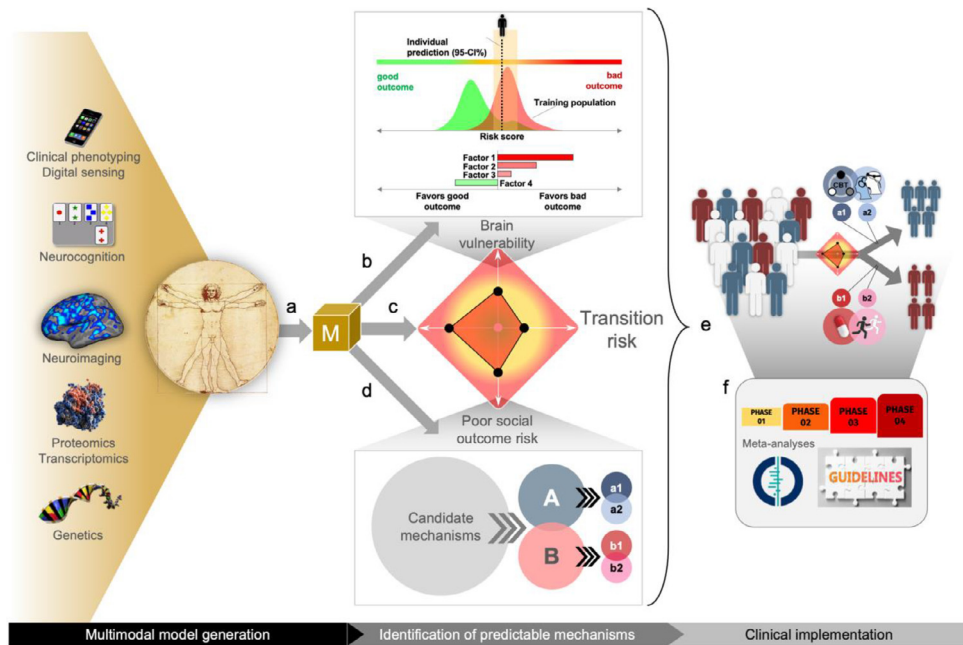 Clinical phenotyping
Digital sensing
Neurocognition
Neuroimaging
Proteomics
Transcriptomics
Genetics
a
M
b
c
d
Individual
prediction (95-CI%)
good
outcome
bad
outcome
Training population
Risk score
Factor 1
Factor 2
Factor 3
Factor 4
Favors good
outcome
Favors bad
outcome
Brain
vulnerability
Transition
risk
Poor social
outcome risk
Candidate
mechanisms
A
B
a1
a2
b1
b2
e
CBT
a1
a2
b1
b2
f
PHASE
01
PHASE
02
PHASE
03
PHASE
04
Meta-analyses
GUIDELINES
Multimodal model generation
Identification of predictable mechanisms
Clinical implementation